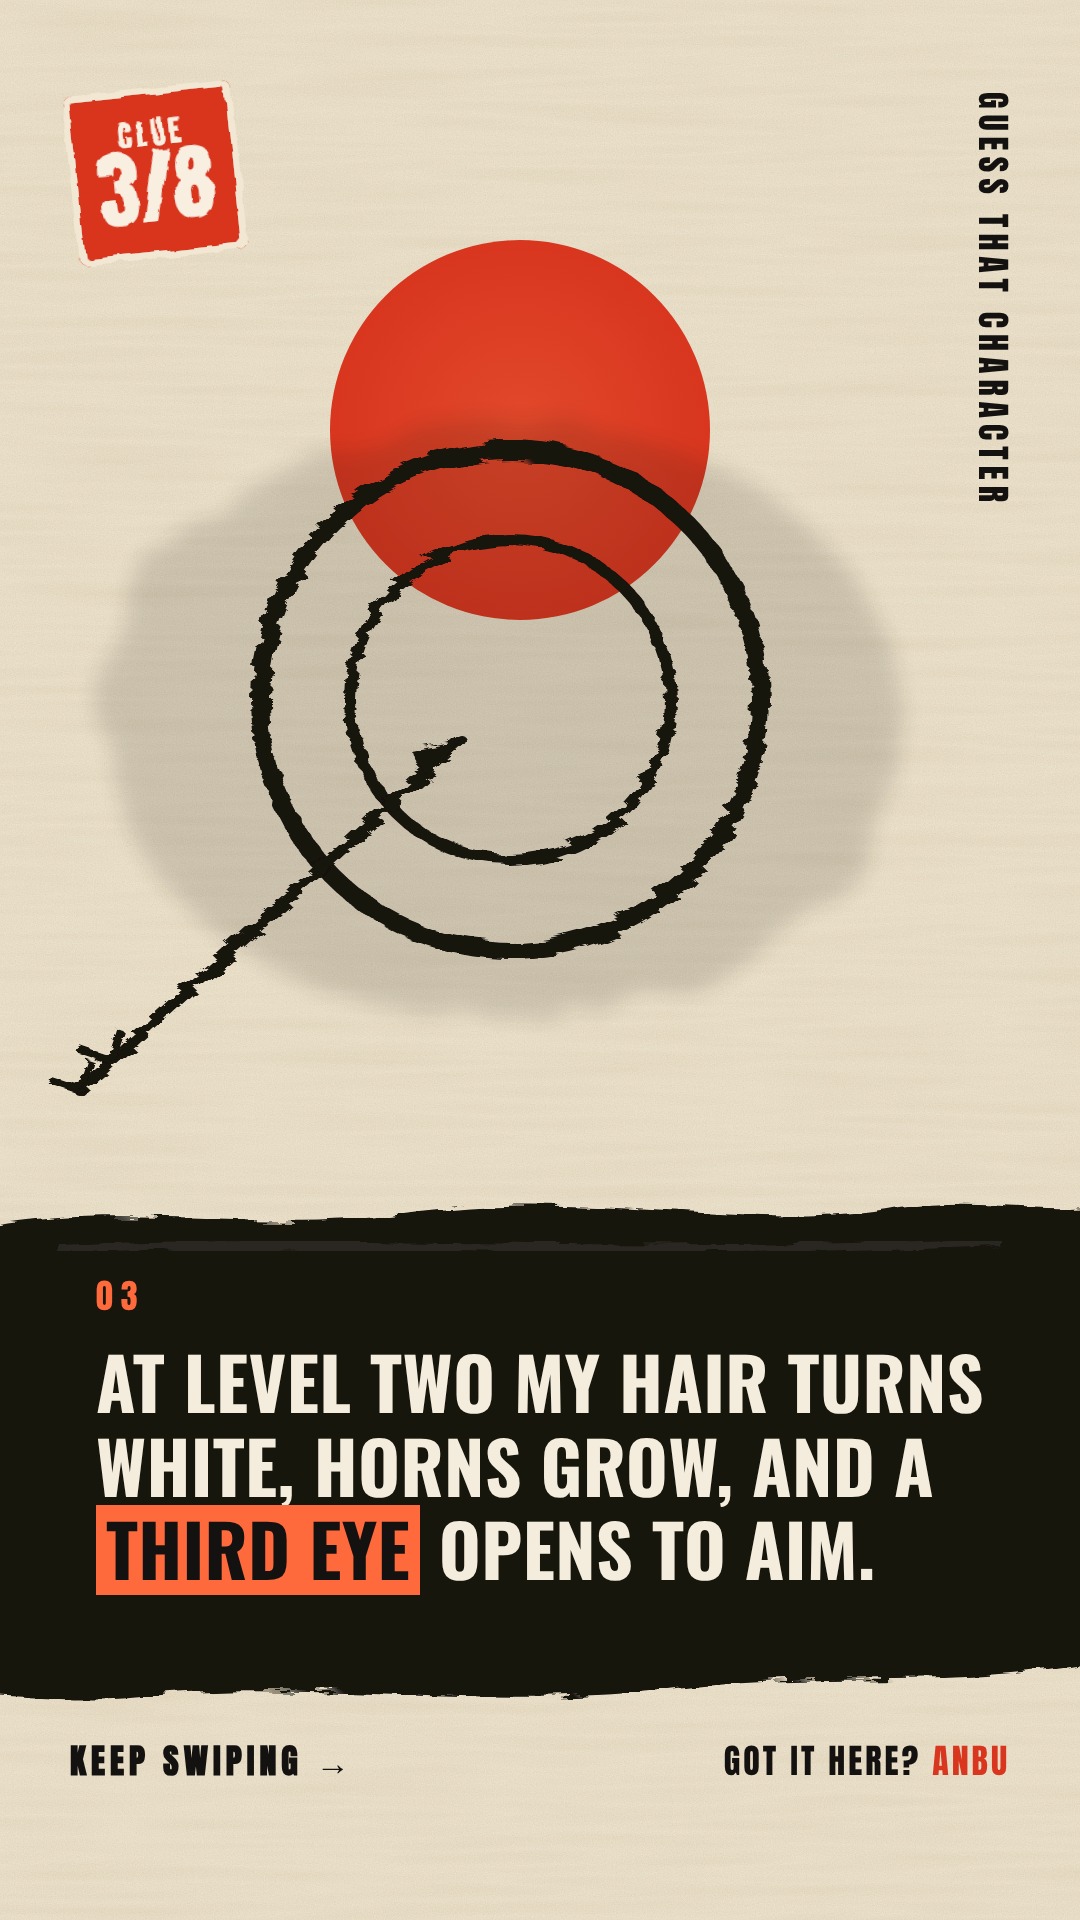 CLUE
3/8
GUESS THAT CHARACTER
03
AT LEVEL TWO MY HAIR TURNS
WHITE, HORNS GROW, AND A
THIRD EYE OPENS TO AIM.
KEEP SWIPING →
GOT IT HERE? ANBU